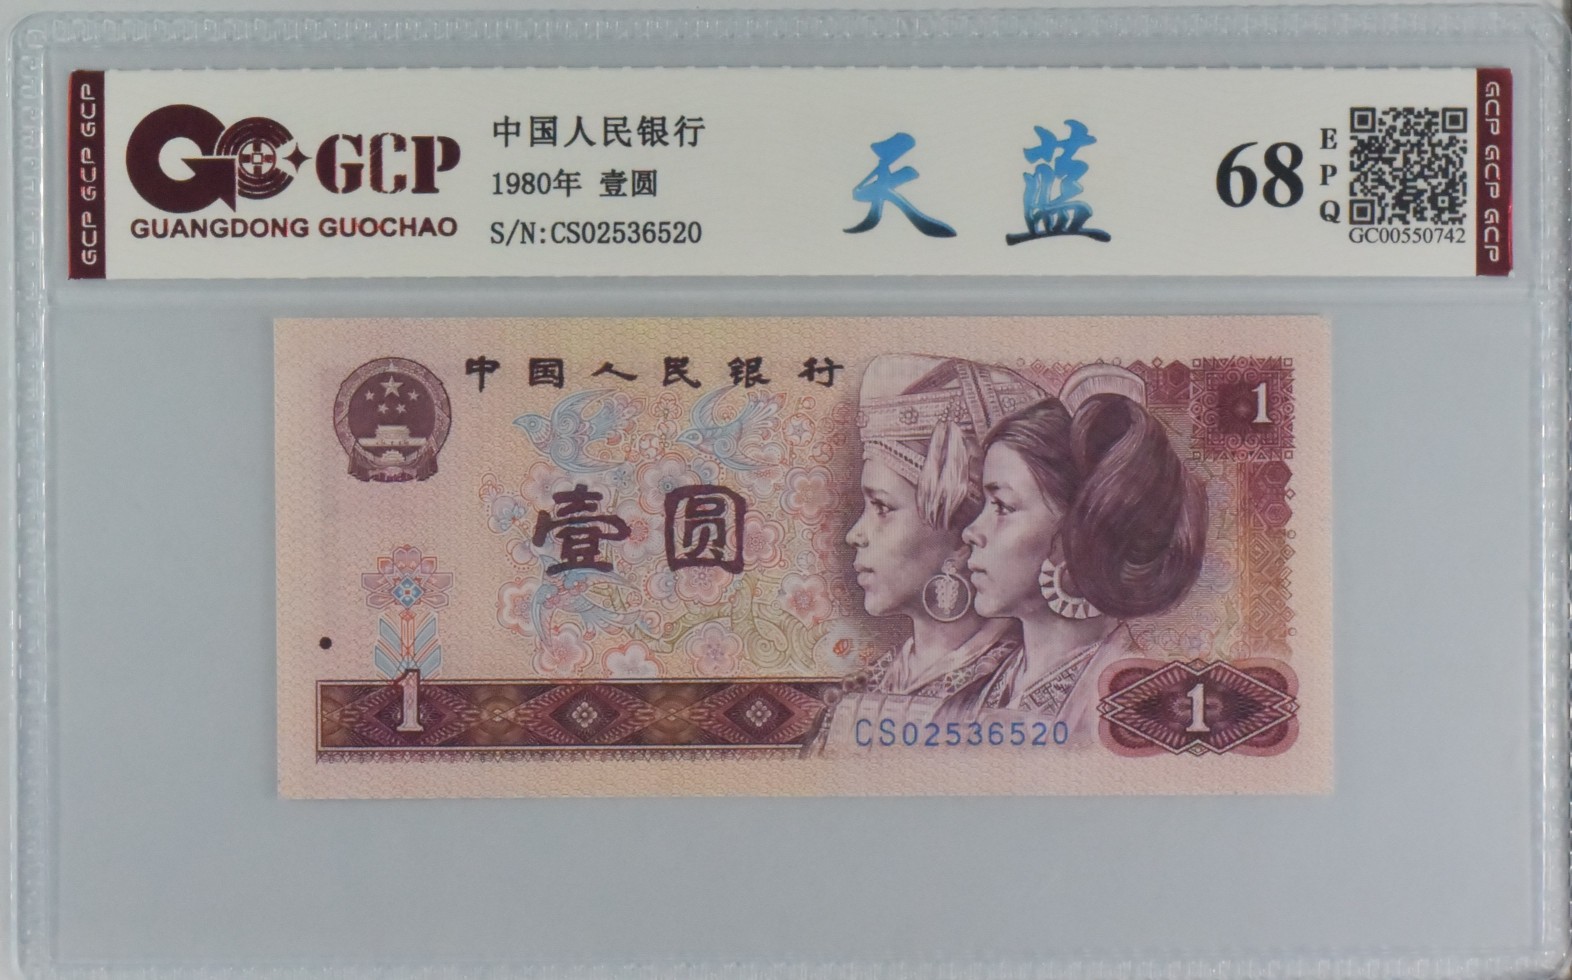 GCP GCP GCP
GCP
GUANGDONG GUOCHAO
中国人民银行
1980年 壹圆
S/N:CS02536520
天 蓝
68
EPQ
GC00550742
GCP GCP GCP
中国人民银行
1
壹圆
1
CS02536520
1